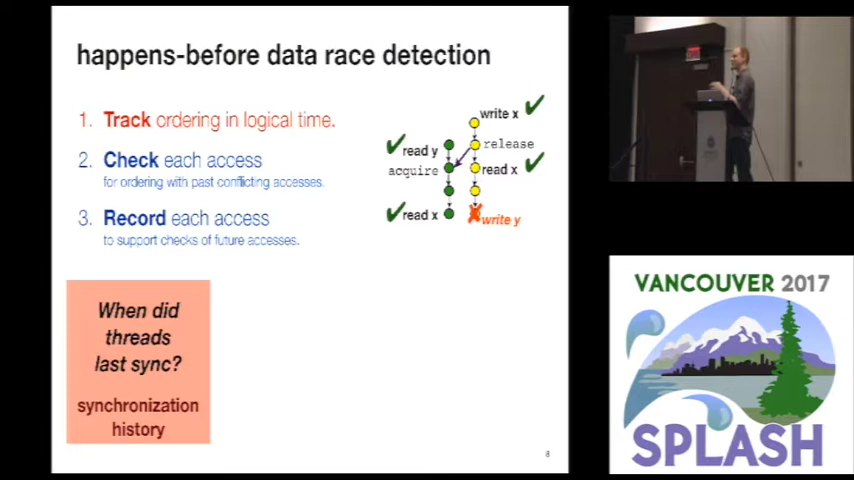 happens-before data race detection
1. Track ordering in logical time.
2. Check each access
for ordering with past conflicting accesses.
3. Record each access
to support checks of future accesses.
write x
read y
release
acquire
read x
read x
write y
When did
threads
last sync?
synchronization
history
8
VANCOUVER 2017
SPLASH